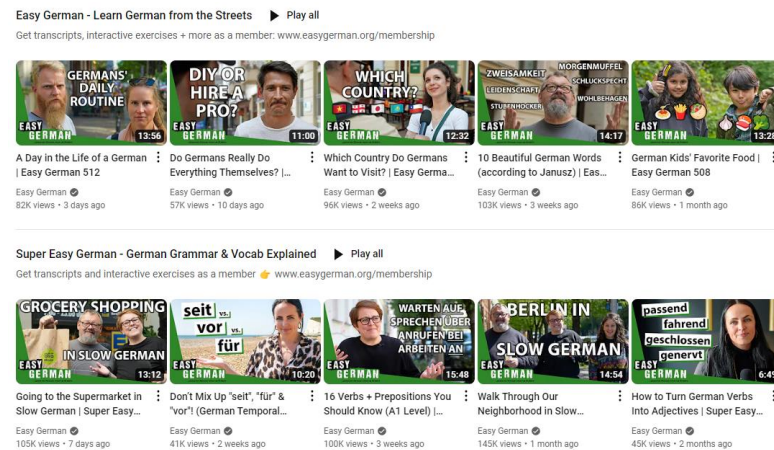 Easy German - Learn German from the Streets
Play all
Get transcripts, interactive exercises + more as a member: www.easygerman.org/membership
GERMANS'
DAILY
ROUTINE
EASY
GERMAN
13:56
DIY OR
HIRE A
PRO?
EASY
GERMAN
11:00
WHICH
COUNTRY?
EASY
GERMAN
12:32
MORGENMUFFEL
ZWEISAMKEIT
SCHLUCKSPECHT
LEIDENSCHAFT
WOHLBEHAGEN
STUBENHOCKER
EASY
GERMAN
14:17
EASY
GERMAN
A Day in the Life of a German
| Easy German 512
Easy German
82K views • 3 days ago
Do Germans Really Do
Everything Themselves? |...
Easy German
57K views • 10 days ago
Which Country Do Germans
Want to Visit? | Easy Germa...
Easy German
96K views • 2 weeks ago
10 Beautiful German Words
(according to Janusz) | Eas...
Easy German
103K views • 3 weeks ago
German Kids' Favorite Food |
Easy German 508
Easy German
86K views • 1 month ago
Super Easy German - German Grammar & Vocab Explained
Play all
Get transcripts and interactive exercises as a member 👉 www.easygerman.org/membership
GROCERY SHOPPING
IN SLOW GERMAN
EASY
GERMAN
13:12
seit vs.
vor vs.
für
EASY
GERMAN
10:20
WARTEN AUF
SPRECHEN ÜBER
ANRUFEN BEI
ARBEITEN AN
EASY
GERMAN
15:48
BERLIN IN
SLOW GERMAN
EASY
GERMAN
14:54
passend
fahrend
geschlossen
genervt
EASY
GERMAN
Going to the Supermarket in
Slow German | Super Easy...
Easy German
105K views • 7 days ago
Don't Mix Up "seit", "für" &
"vor"! (German Temporal...
Easy German
41K views • 2 weeks ago
16 Verbs + Prepositions You
Should Know (A1 Level) |...
Easy German
100K views • 3 weeks ago
Walk Through Our
Neighborhood in Slow...
Easy German
145K views • 1 month ago
How to Turn German Verbs
Into Adjectives | Super Easy...
Easy German
45K views • 2 months ago